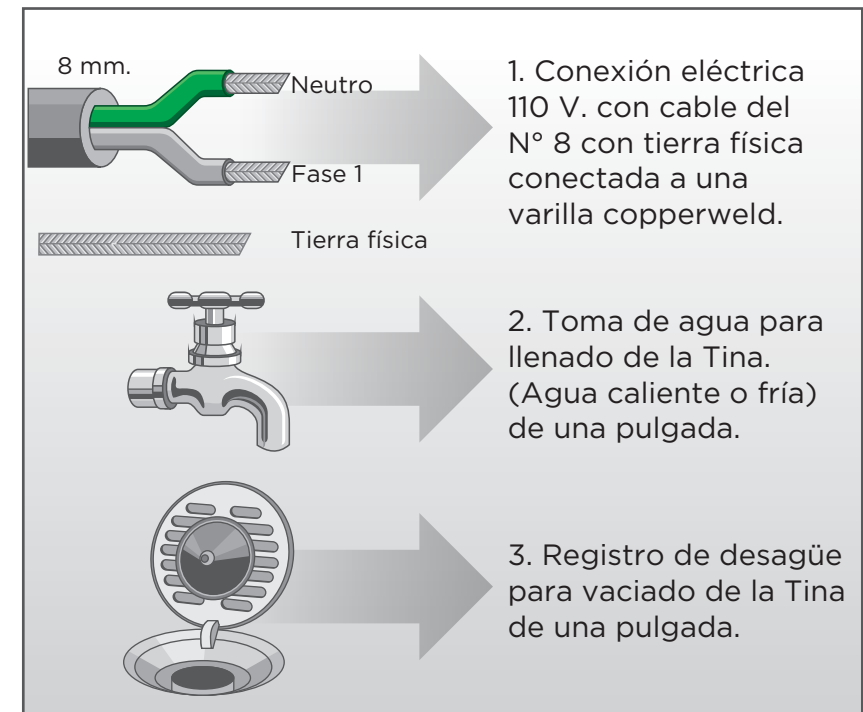 8 mm.
Neutro
Fase 1
Tierra física
1. Conexión eléctrica
110 V. con cable del
N° 8 con tierra física
conectada a una
varilla copperweld.
2. Toma de agua para
llenado de la Tina.
(Agua caliente o fría)
de una pulgada.
3. Registro de desagüe
para vaciado de la Tina
de una pulgada.